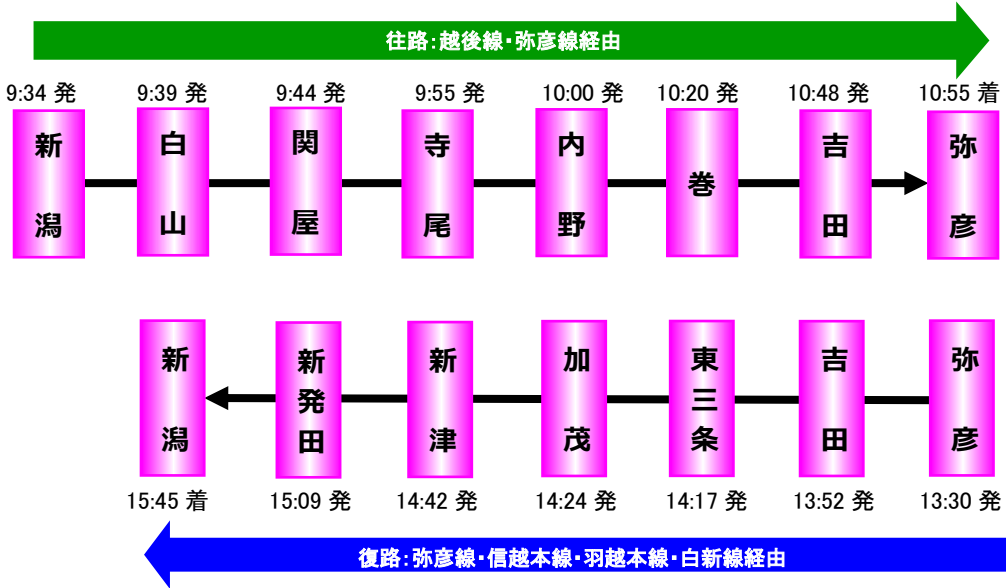 往路：越後線・弥彦線経由
9:34 発 9:39 発 9:44 発 9:55 発 10:00 発 10:20 発 10:48 発 10:55 着
新潟 白山 関屋 寺尾 内野 巻 吉田 弥彦
新潟 新発田 新津 加茂 東三条 吉田 弥彦
15:45 着 15:09 発 14:42 発 14:24 発 14:17 発 13:52 発 13:30 発
復路：弥彦線・信越本線・羽越本線・白新線経由